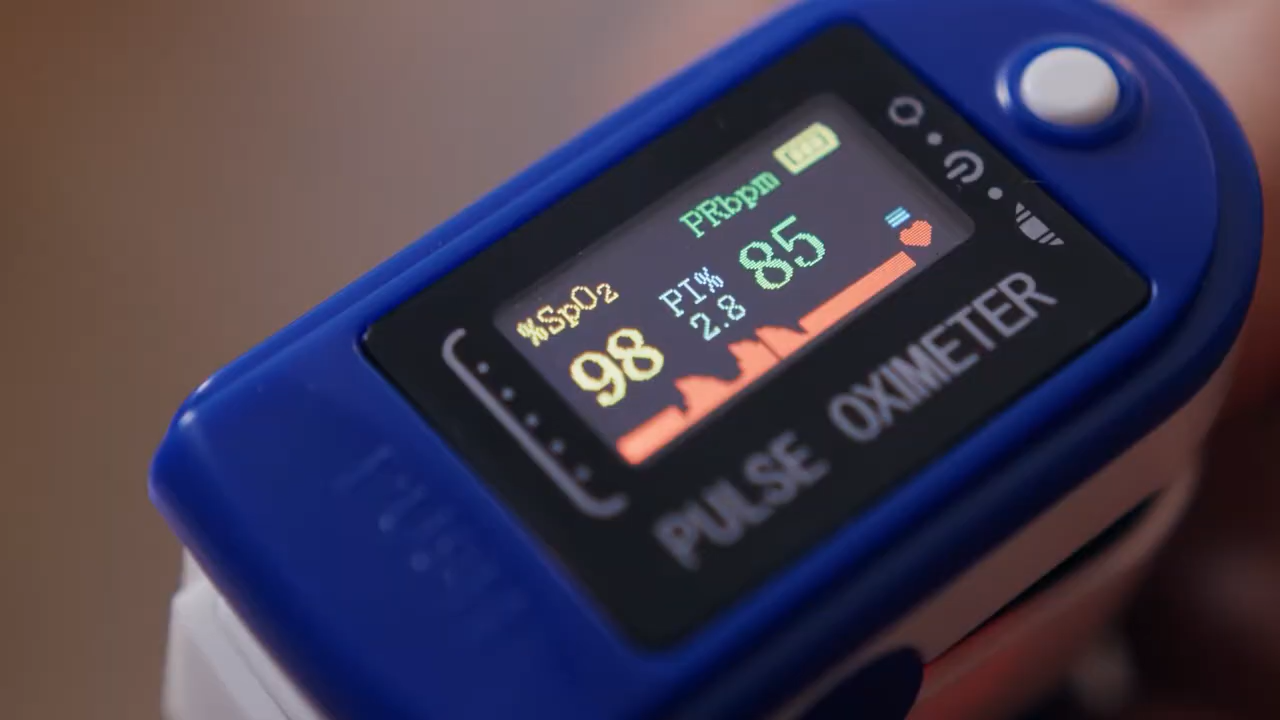 PRbpm
%SpO₂ PI% 85
98 2.8
PULSE OXIMETER